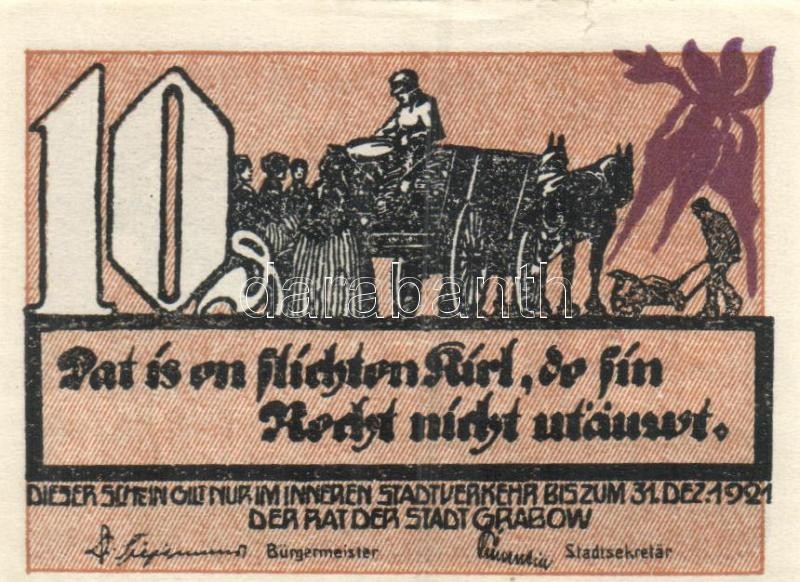 10
darabanth
Dat is en slichten Kirl, de sin
Recht nicht utäuwt.
DIESER SCHEIN GILT NUR IM INNEREN STADTVERKEHR BIS ZUM 31. DEZ. 1921
DER RAT DER STADT GRABOW
Bürgermeister Stadtsekretär